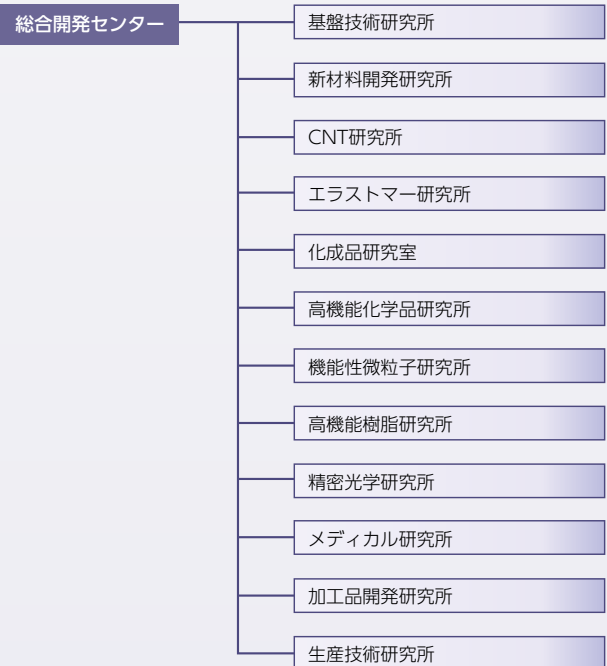 総合開発センター
基盤技術研究所
新材料開発研究所
CNT研究所
エラストマー研究所
化成品研究室
高機能化学品研究所
機能性微粒子研究所
高機能樹脂研究所
精密光学研究所
メディカル研究所
加工品開発研究所
生産技術研究所